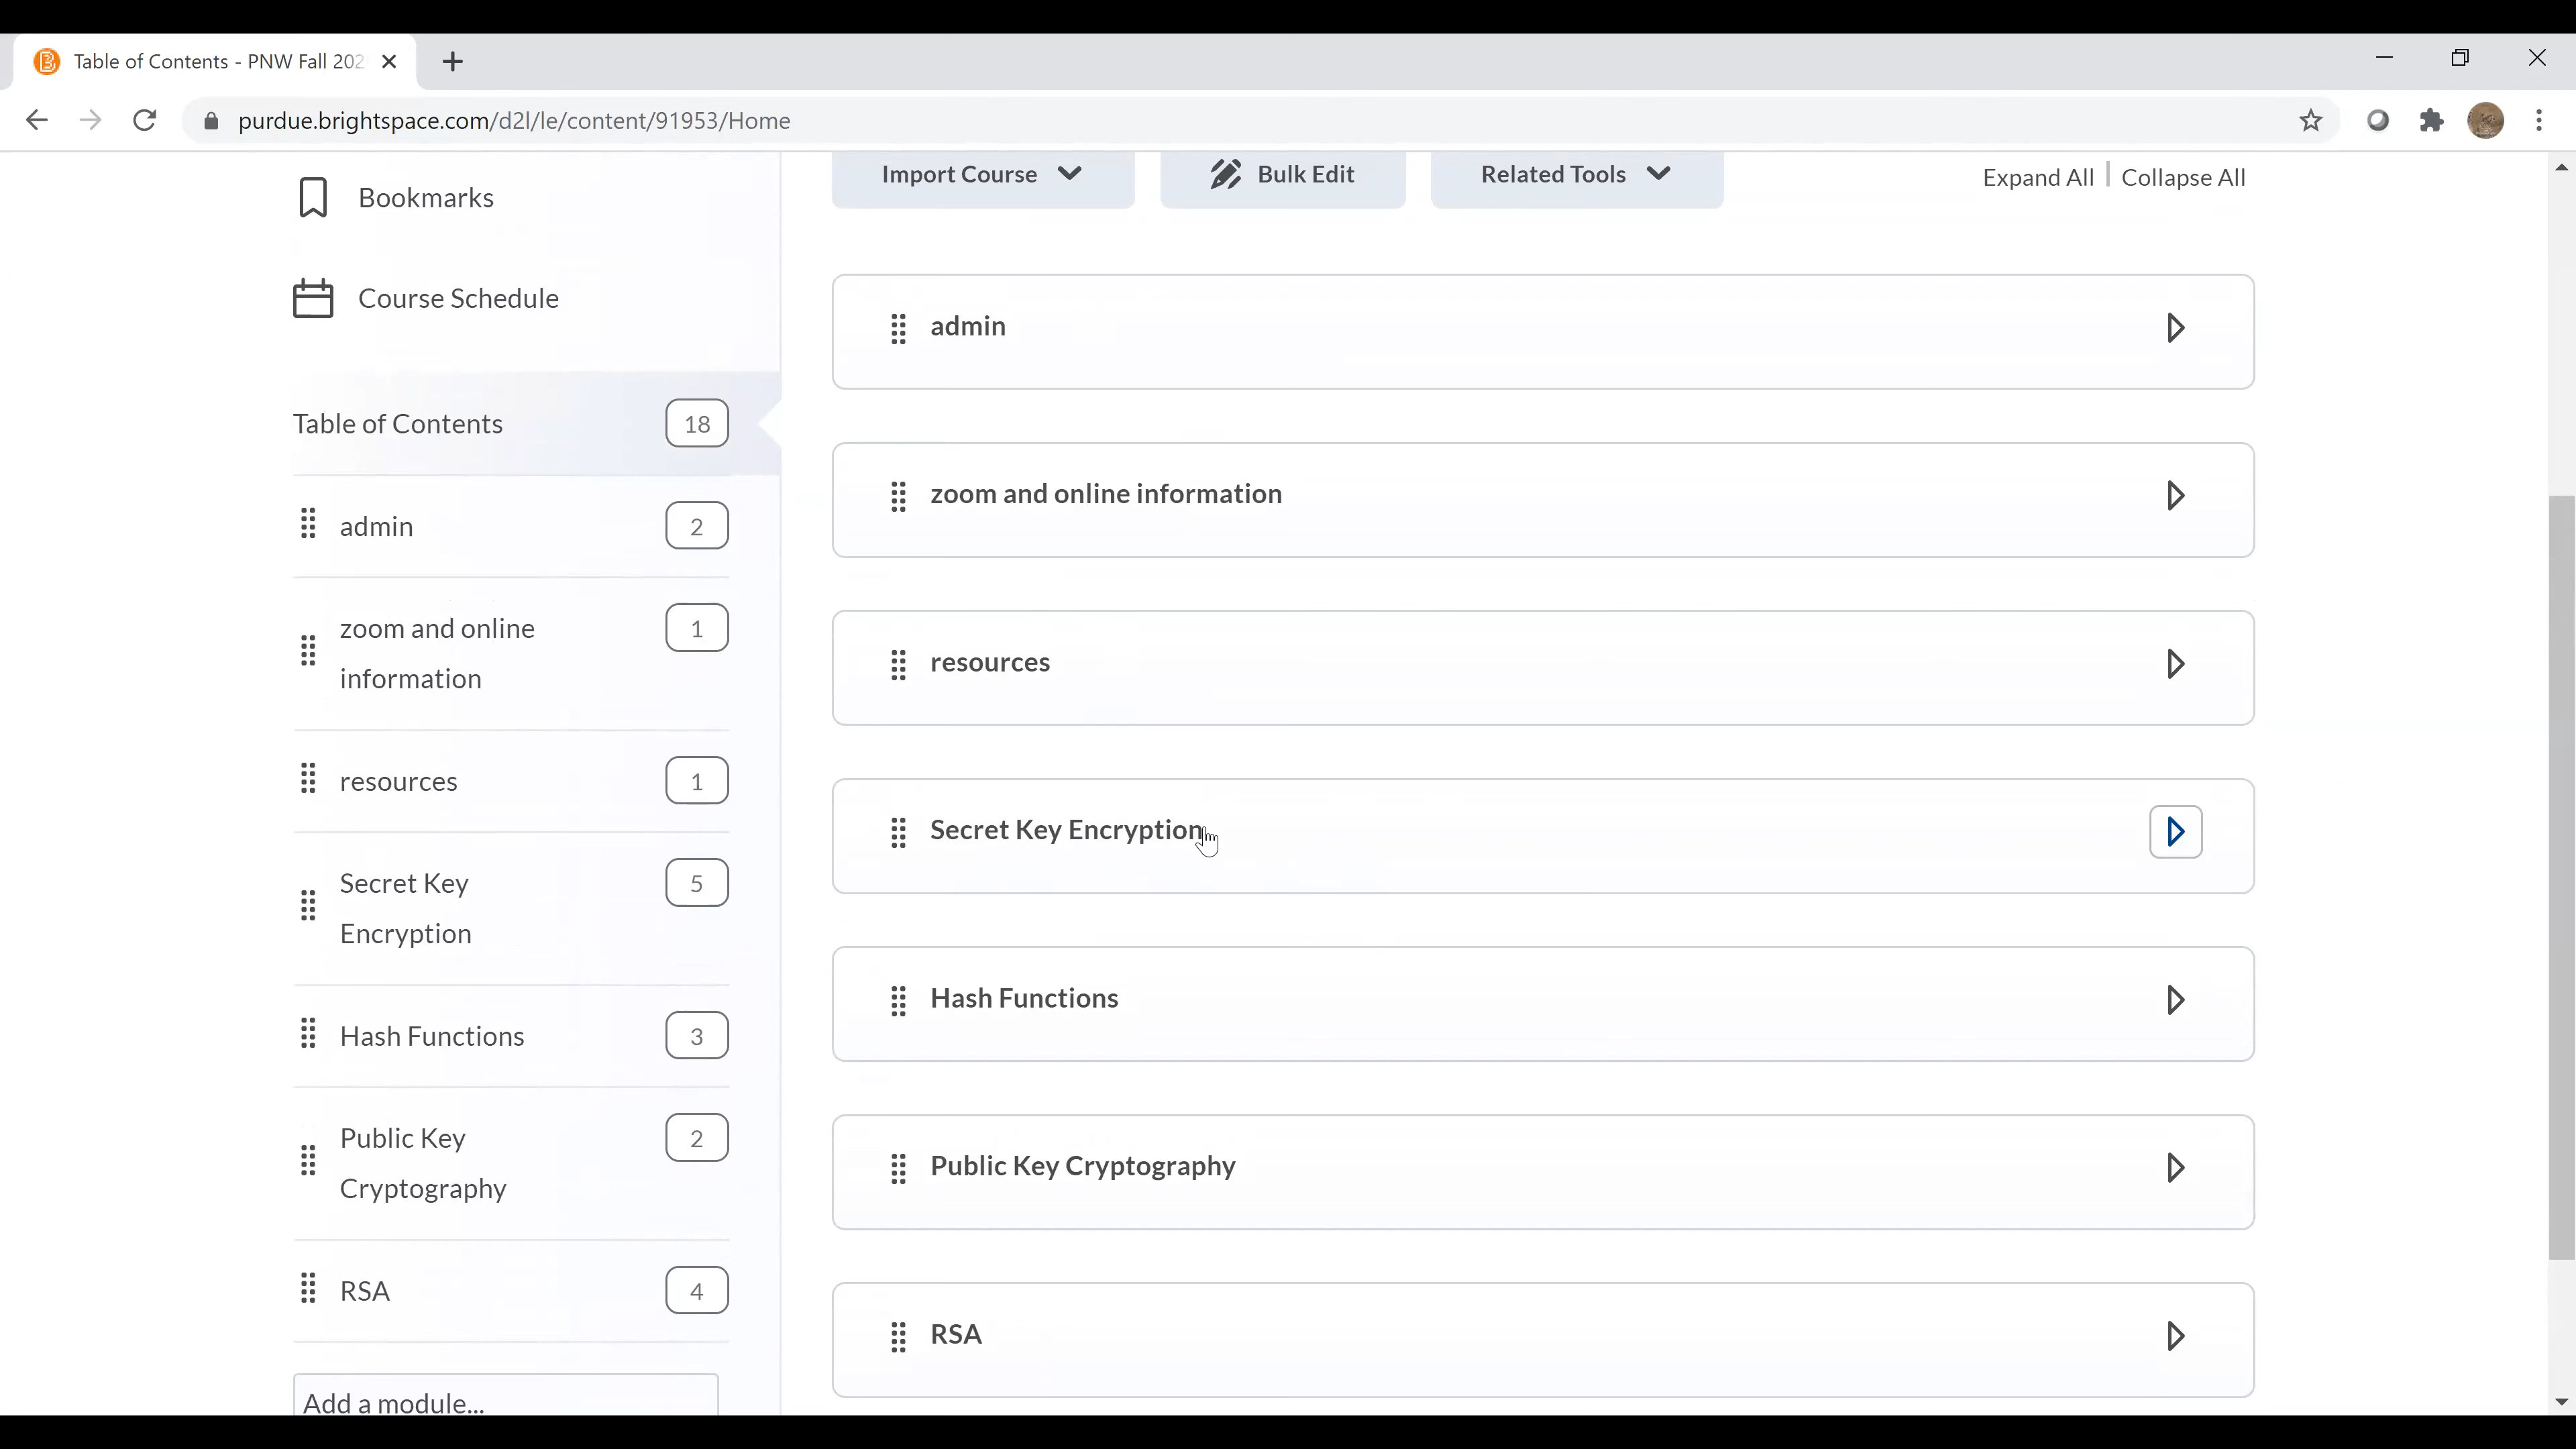 Table of Contents - PNW Fall 202
purdue.brightspace.com/d2l/le/content/91953/Home
Bookmarks
Course Schedule
Table of Contents 18
admin 2
zoom and online 1
information
resources 1
Secret Key 5
Encryption
Hash Functions 3
Public Key 2
Cryptography
RSA 4
Add a module...
Import Course
Bulk Edit
Related Tools
Expand All | Collapse All
admin
zoom and online information
resources
Secret Key Encryption
Hash Functions
Public Key Cryptography
RSA